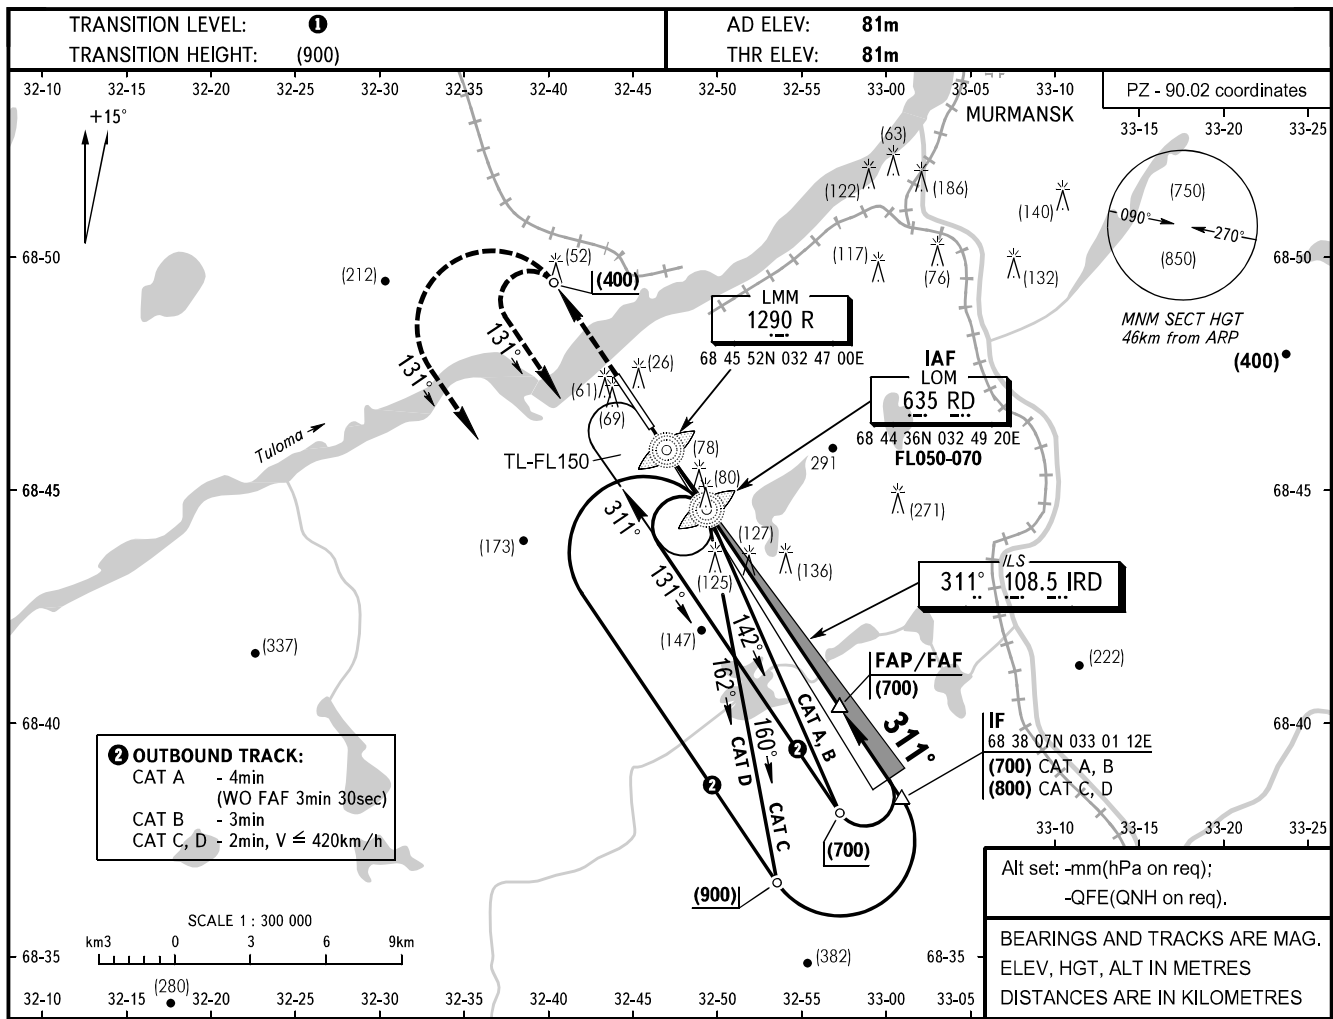 TRANSITION LEVEL: ❶
TRANSITION HEIGHT: (900)
AD ELEV: 81m
THR ELEV: 81m
32-10 32-15 32-20 32-25 32-30 32-35 32-40 32-45 32-50 32-55 33-00 33-05 33-10
PZ - 90.02 coordinates
33-15 33-20 33-25
+15°
MURMANSK
(63)
(122)
(186)
(140)
(750)
090°
270°
(850)
MNM SECT HGT
46km from ARP
(117)
(76)
(132)
68-50
68-50
(212)
(52)
(400)
LMM
1290 R
68 45 52N 032 47 00E
(400)
131°
131°
(61)
(26)
(69)
IAF
LOM
635 RD
68 44 36N 032 49 20E
FL050-070
Tuloma
TL-FL150
(78)
(80)
291
68-45
68-45
(271)
311°
(173)
(127)
(125)
(136)
ILS
311° 108.5 IRD
131°
(147)
142°
162°
(337)
(222)
FAP/FAF
(700)
CAT A, B
160°
CAT D
CAT C
311°
68-40
68-40
IF
68 38 07N 033 01 12E
(700) CAT A, B
(800) CAT C, D
❷
❷
❷ OUTBOUND TRACK:
CAT A - 4min
(WO FAF 3min 30sec)
CAT B - 3min
CAT C, D - 2min, V ≦ 420km/h
(700)
(900)
33-10 33-15 33-20 33-25
SCALE 1 : 300 000
km3 0 3 6 9km
Alt set: -mm(hPa on req);
-QFE(QNH on req).
BEARINGS AND TRACKS ARE MAG.
ELEV, HGT, ALT IN METRES
DISTANCES ARE IN KILOMETRES
68-35
(382)
68-35
(280)
32-10 32-15 32-20 32-25 32-30 32-35 32-40 32-45 32-50 32-55 33-00 33-05